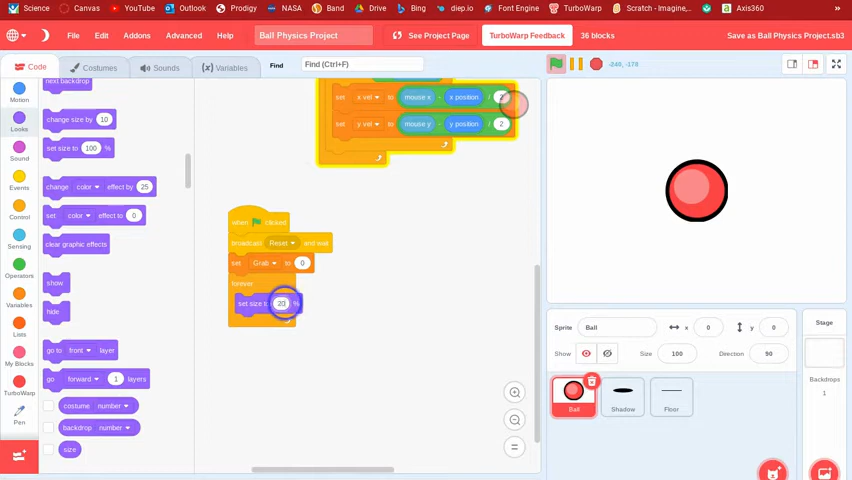 Science Canvas YouTube Outlook Prodigy NASA Band Drive Bing diep.io Font Engine TurboWarp Scratch - Imagine,... Axis360 »
File Edit Addons Advanced Help Ball Physics Project See Project Page TurboWarp Feedback 36 blocks Save as Ball Physics Project.sb3
Code Costumes Sounds Variables Find Find (Ctrl+F) -240, -178
Motion
Looks
Sound
Events
Control
Sensing
Operators
Variables
Lists
My Blocks
TurboWarp
Pen
next backdrop
change size by 10
set size to 100 %
change color effect by 25
set color effect to 0
clear graphic effects
show
hide
go to front layer
go forward 1 layers
costume number
backdrop number
size
set x vel mouse x - x position / 2
set y vel mouse y - y position / 2
when clicked
broadcast Reset and wait
set Grab to 0
forever
set size to 20 %
Sprite Ball x 0 y 0
Show Size 100 Direction 90
Ball Shadow Floor
Stage
Backdrops
1